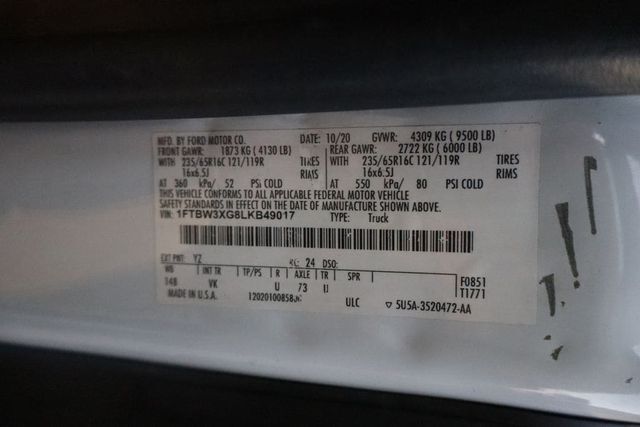 MFD. BY FORD MOTOR CO. DATE: 10/20 GVWR: 4309 KG ( 9500 LB)
FRONT GAWR: 1873 KG ( 4130 LB) REAR GAWR: 2722 KG ( 6000 LB)
WITH 235/65R16C 121/119R TIRES WITH 235/65R16C 121/119R TIRES
16x6.5J RIMS 16x6.5J RIMS
AT 360 kPa/ 52 PSI COLD AT 550 kPa/ 80 PSI COLD
THIS VEHICLE CONFORMS TO ALL APPLICABLE FEDERAL MOTOR VEHICLE
SAFETY STANDARDS IN EFFECT ON THE DATE OF MANUFACTURE SHOWN ABOVE.
VIN: 1FTBW3XG8LKB49017 TYPE: Truck
EXT PNT: YZ RC: 24 DSO:
WB INT TR TP/PS R AXLE TR SPR F0851
148 VK U 73 U T1771
MADE IN U.S.A. ULC 5U5A-3520472-AA